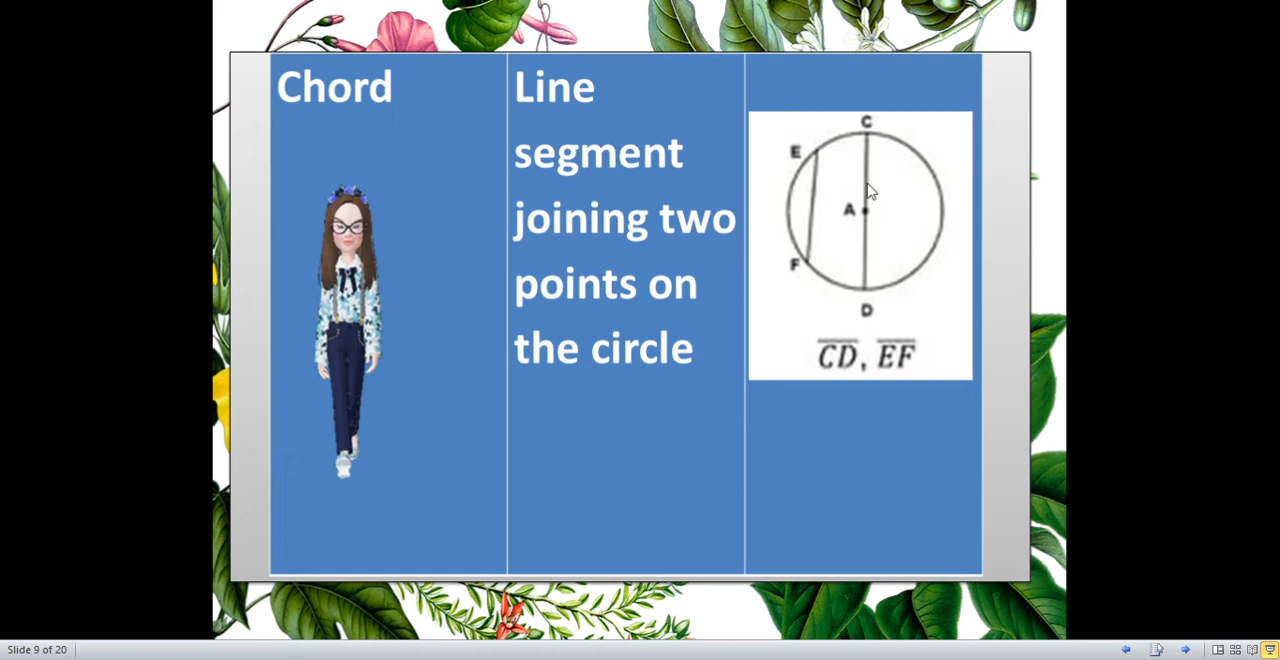 Chord
Line
segment
joining two
points on
the circle
C
E
A
F
D
CD, EF
Slide 9 of 20